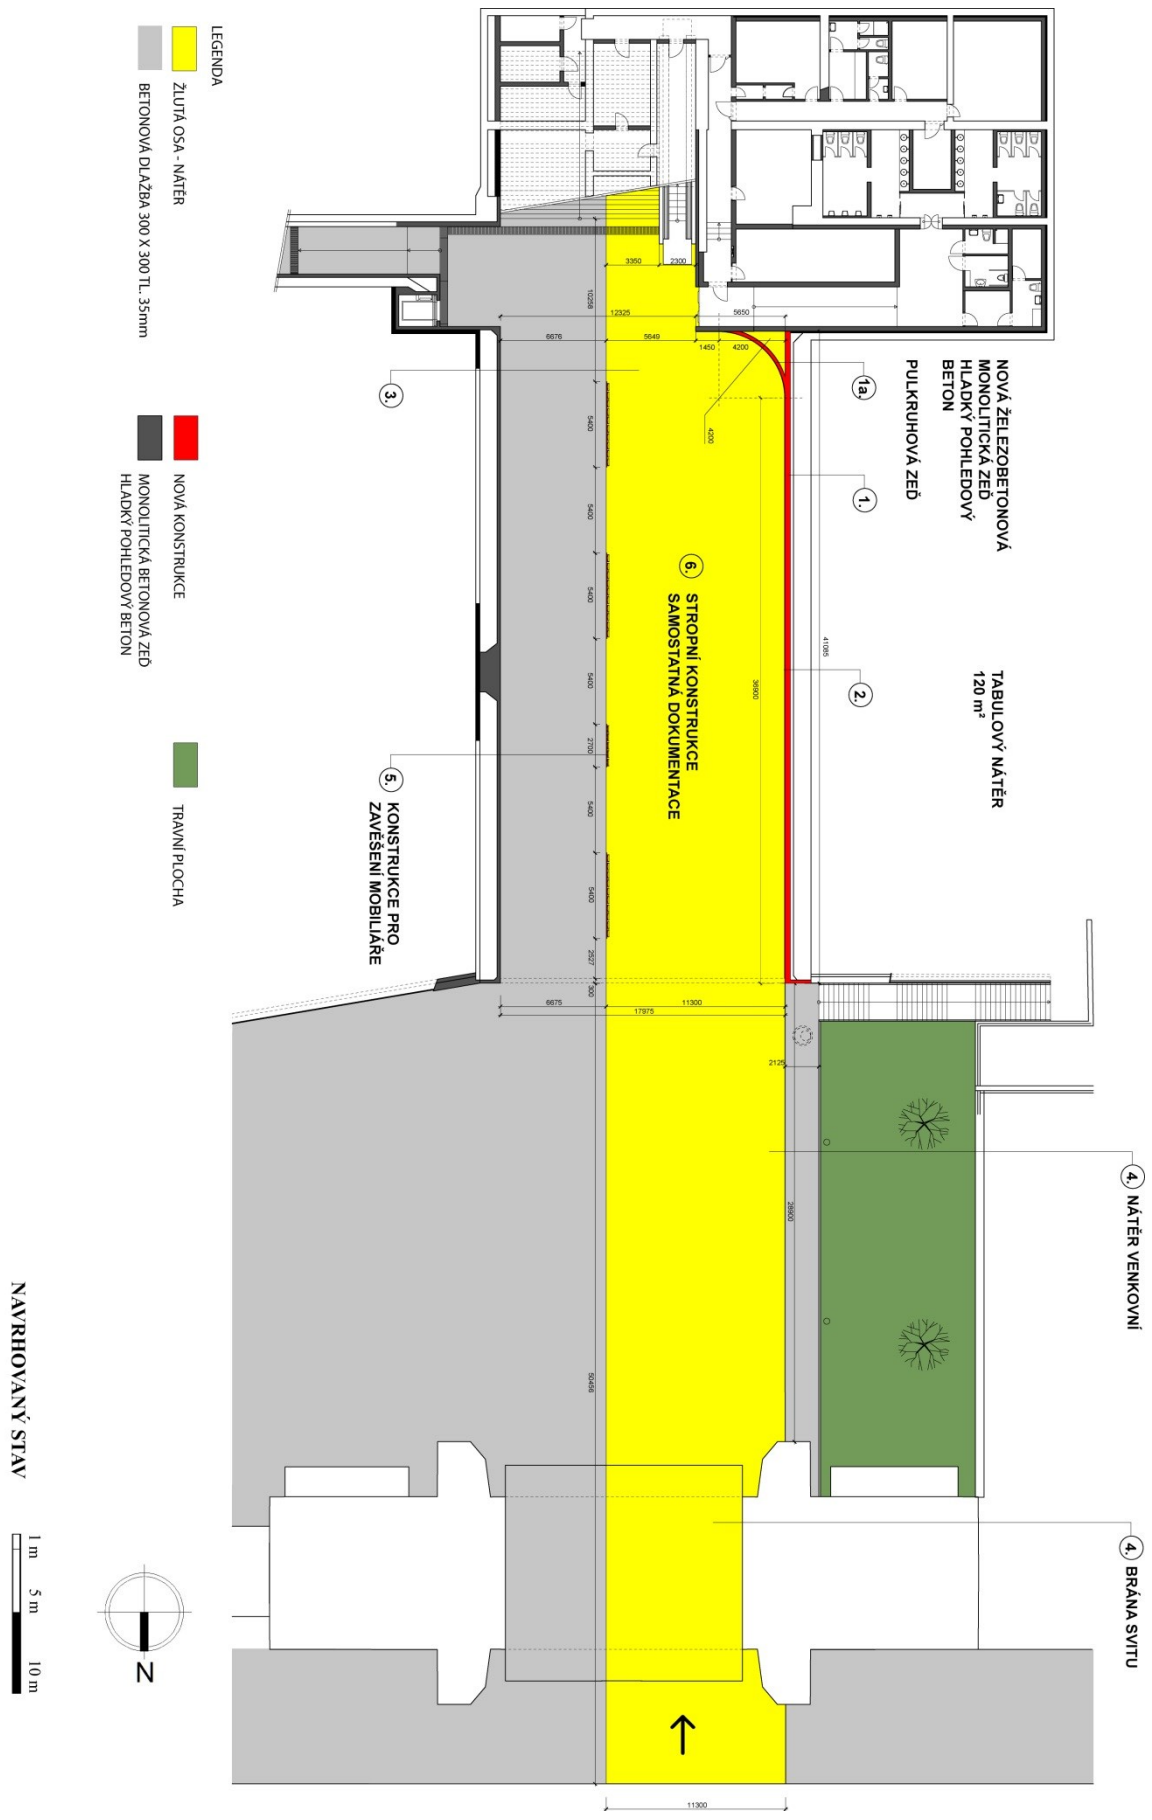 LEGENDA
ŽLUTÁ OSA - NÁTĚR
BETONOVÁ DLAŽBA 300 X 300 TL. 35mm
NOVÁ KONSTRUKCE
MONOLITICKÁ BETONOVÁ ZEĎ
HLADKÝ POHLEDOVÝ BETON
TRAVNÍ PLOCHA
NOVÁ ŽELEZOBETONOVÁ
MONOLITICKÁ ZEĎ
HLADKÝ POHLEDOVÝ
BETON
PULKRUHOVÁ ZEĎ
TABULOVÝ NÁTĚR
120 m²
1a.
1.
2.
3.
6. STROPNÍ KONSTRUKCE
SAMOSTATNÁ DOKUMENTACE
5. KONSTRUKCE PRO
ZAVĚŠENÍ MOBILIÁŘE
4. NÁTĚR VENKOVNÍ
4. BRÁNA SVITU
3350
2300
10258
12325
5650
6676
5649
1450
4200
4200
5400
5400
5400
5400
2700
5400
5400
2527
300
36900
41085
6675
11300
17975
2125
28900
50456
11300
NAVRHOVANÝ STAV
1 m
5 m
10 m
N